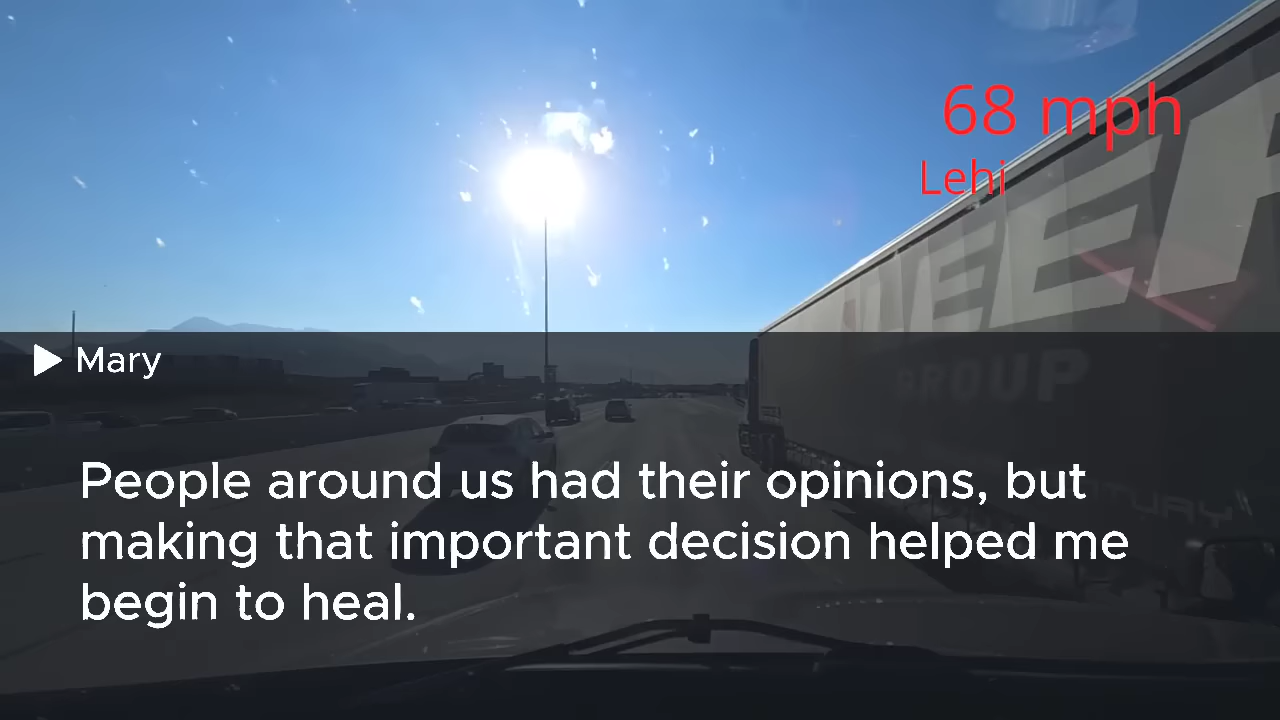 68 mph
Lehi
GROUP
Mary
People around us had their opinions, but
making that important decision helped me
begin to heal.